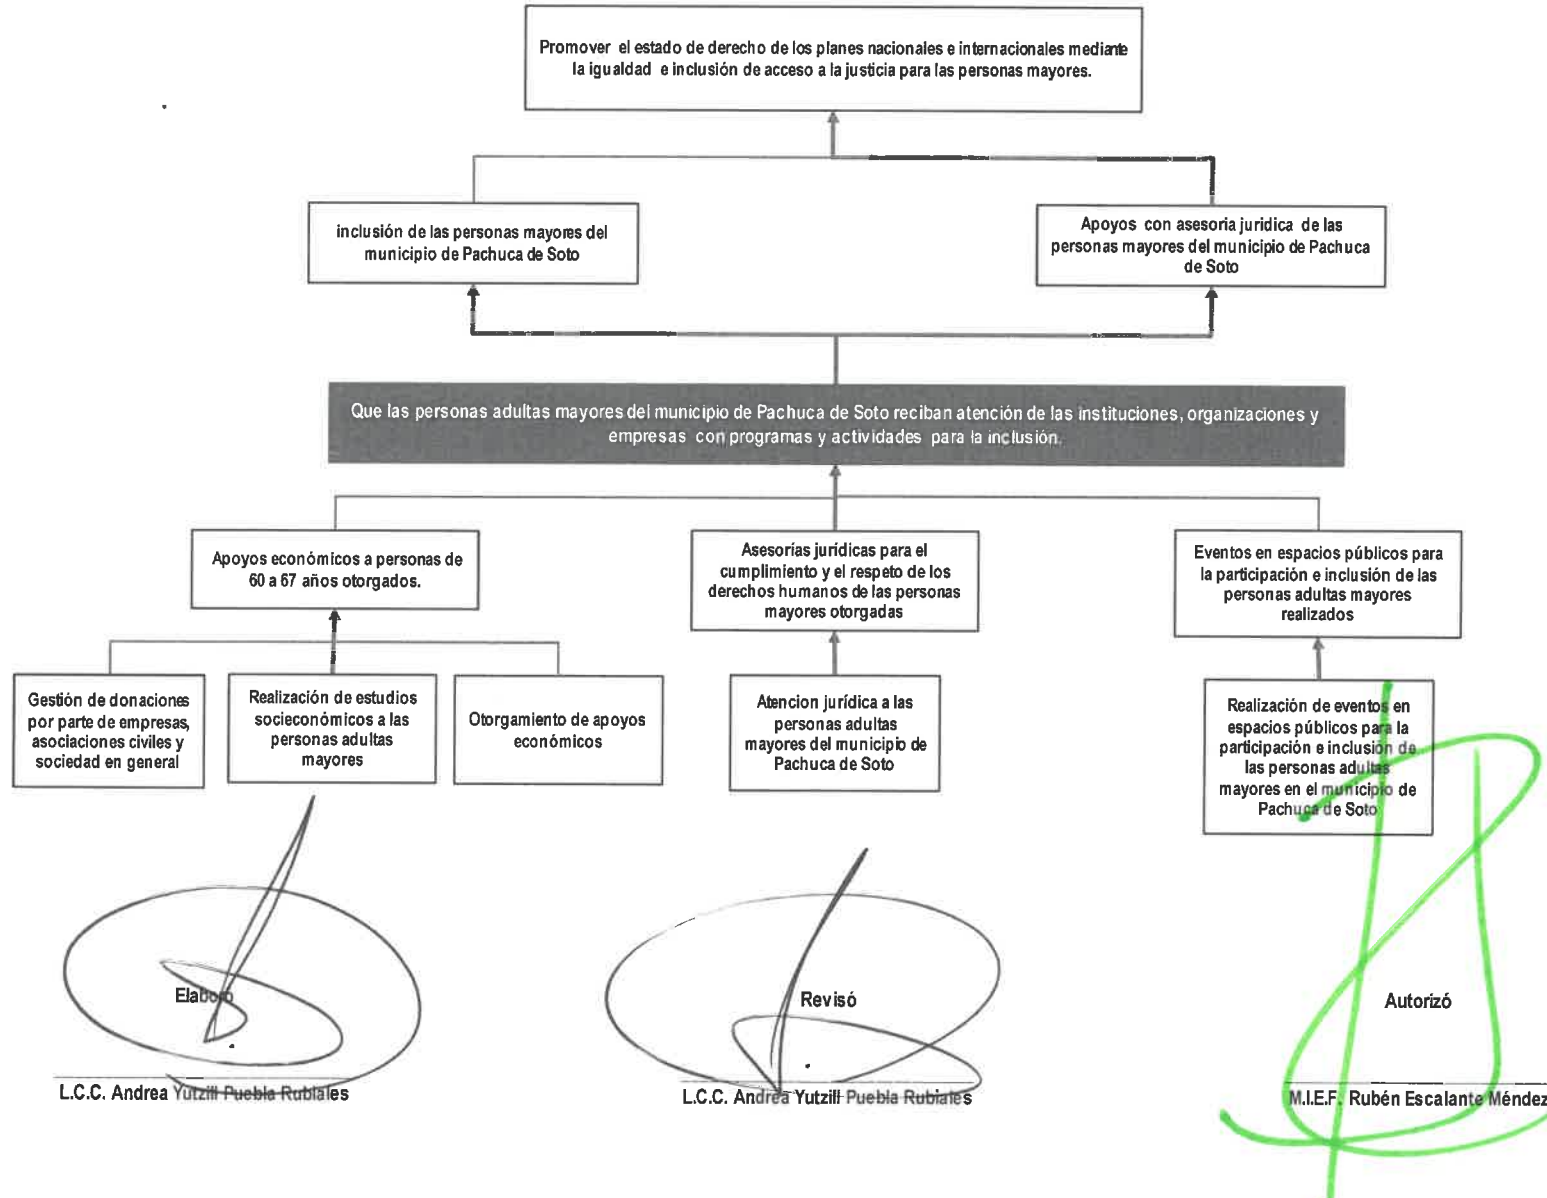 Promover el estado de derecho de los planes nacionales e internacionales mediante
la igualdad e inclusión de acceso a la justicia para las personas mayores.
inclusión de las personas mayores del
municipio de Pachuca de Soto
Apoyos con asesoria juridica de las
personas mayores del municipio de Pachuca
de Soto
Que las personas adultas mayores del municipio de Pachuca de Soto reciban atención de las instituciones, organizaciones y
empresas con programas y actividades para la inclusión.
Apoyos económicos a personas de
60 a 67 años otorgados.
Asesorías jurídicas para el
cumplimiento y el respeto de los
derechos humanos de las personas
mayores otorgadas
Eventos en espacios públicos para
la participación e inclusión de las
personas adultas mayores
realizados
Gestión de donaciones
por parte de empresas,
asociaciones civiles y
sociedad en general
Realización de estudios
socieconómicos a las
personas adultas
mayores
Otorgamiento de apoyos
económicos
Atencion jurídica a las
personas adultas
mayores del municipio de
Pachuca de Soto
Realización de eventos en
espacios públicos para la
participación e inclusión de
las personas adultas
mayores en el municipio de
Pachuca de Soto
Elaboró
Revisó
Autorizó
L.C.C. Andrea Yutzill Puebla Rubiales
L.C.C. Andrea Yutzill Puebla Rubiales
M.I.E.F. Rubén Escalante Méndez